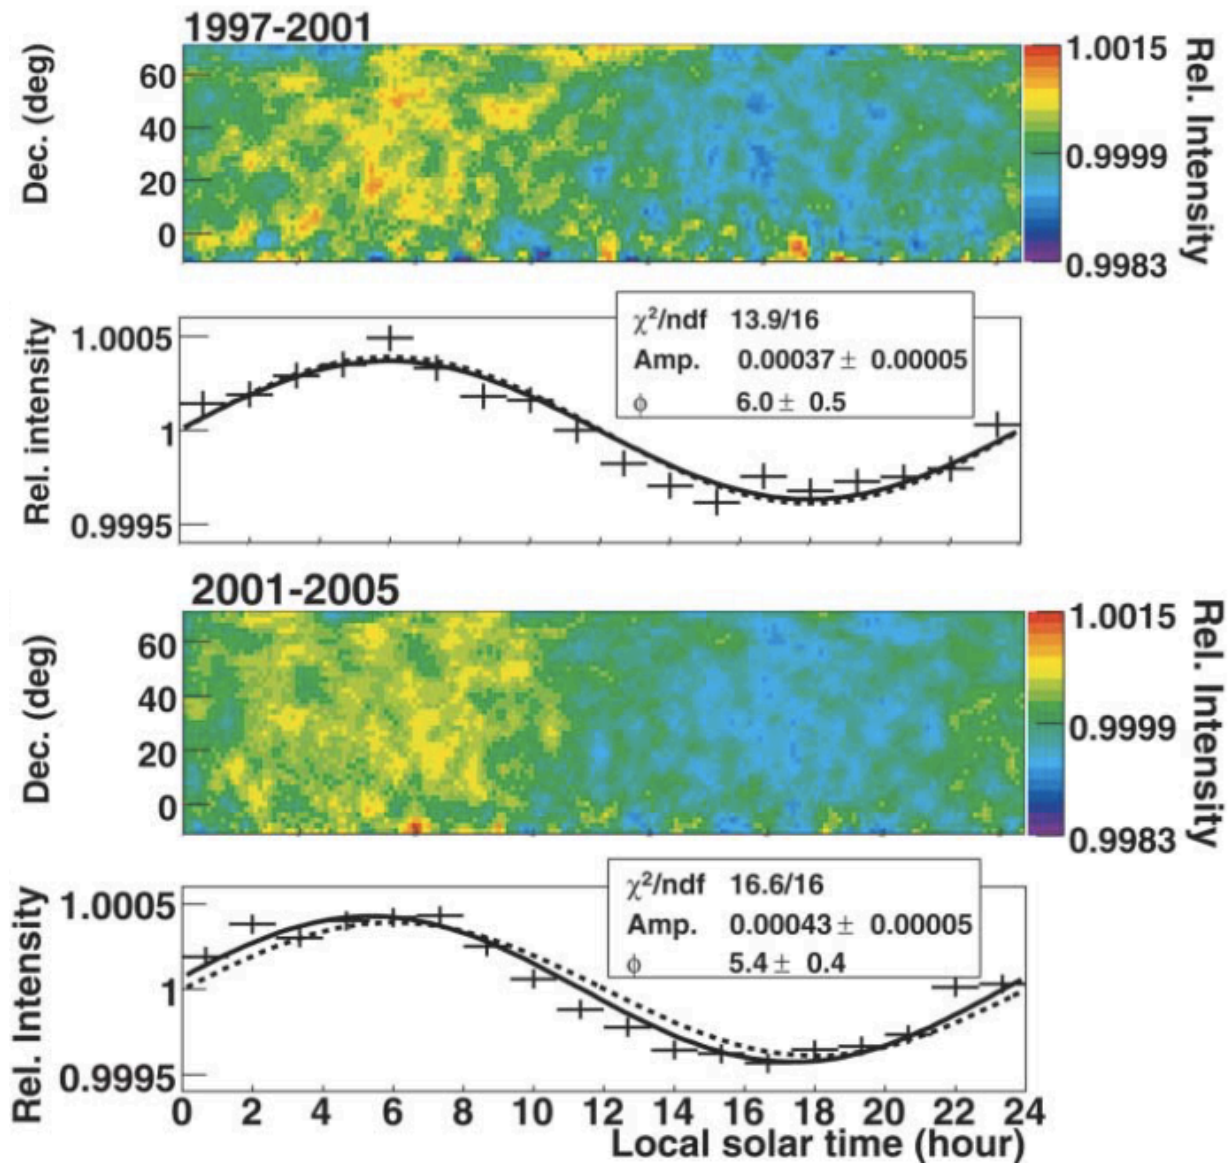 1997-2001
Dec. (deg)
60
40
20
0
1.0015
0.9999
0.9983
Rel. Intensity
Rel. intensity
1.0005
1
0.9995
χ²/ndf 13.9/16
Amp. 0.00037 ± 0.00005
ϕ 6.0 ± 0.5
2001-2005
Dec. (deg)
60
40
20
0
1.0015
0.9999
0.9983
Rel. Intensity
Rel. Intensity
1.0005
1
0.9995
χ²/ndf 16.6/16
Amp. 0.00043 ± 0.00005
ϕ 5.4 ± 0.4
0 2 4 6 8 10 12 14 16 18 20 22 24
Local solar time (hour)